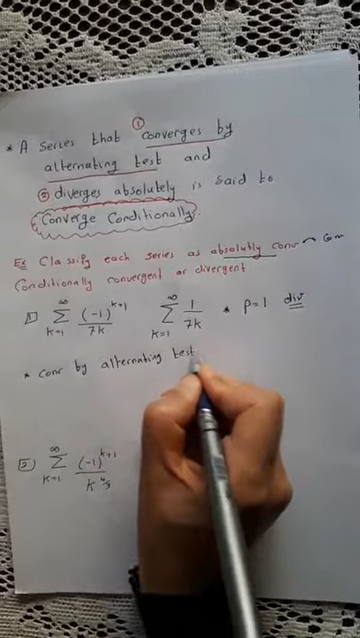 ①
* A Series that converges by
alternating test and
② diverges absolutely is said to
Converge Conditionally.
Ex Classify each series as absolutly conv
Conditionally convergent or divergent
1 ∞ ∑ k=1 (-1)^{k+1} / 7k ∞ ∑ k=1 1 / 7k * P=1 div
* conv by alternating test
2 ∞ ∑ k=1 (-1)^{k+1} / k^{4/3}